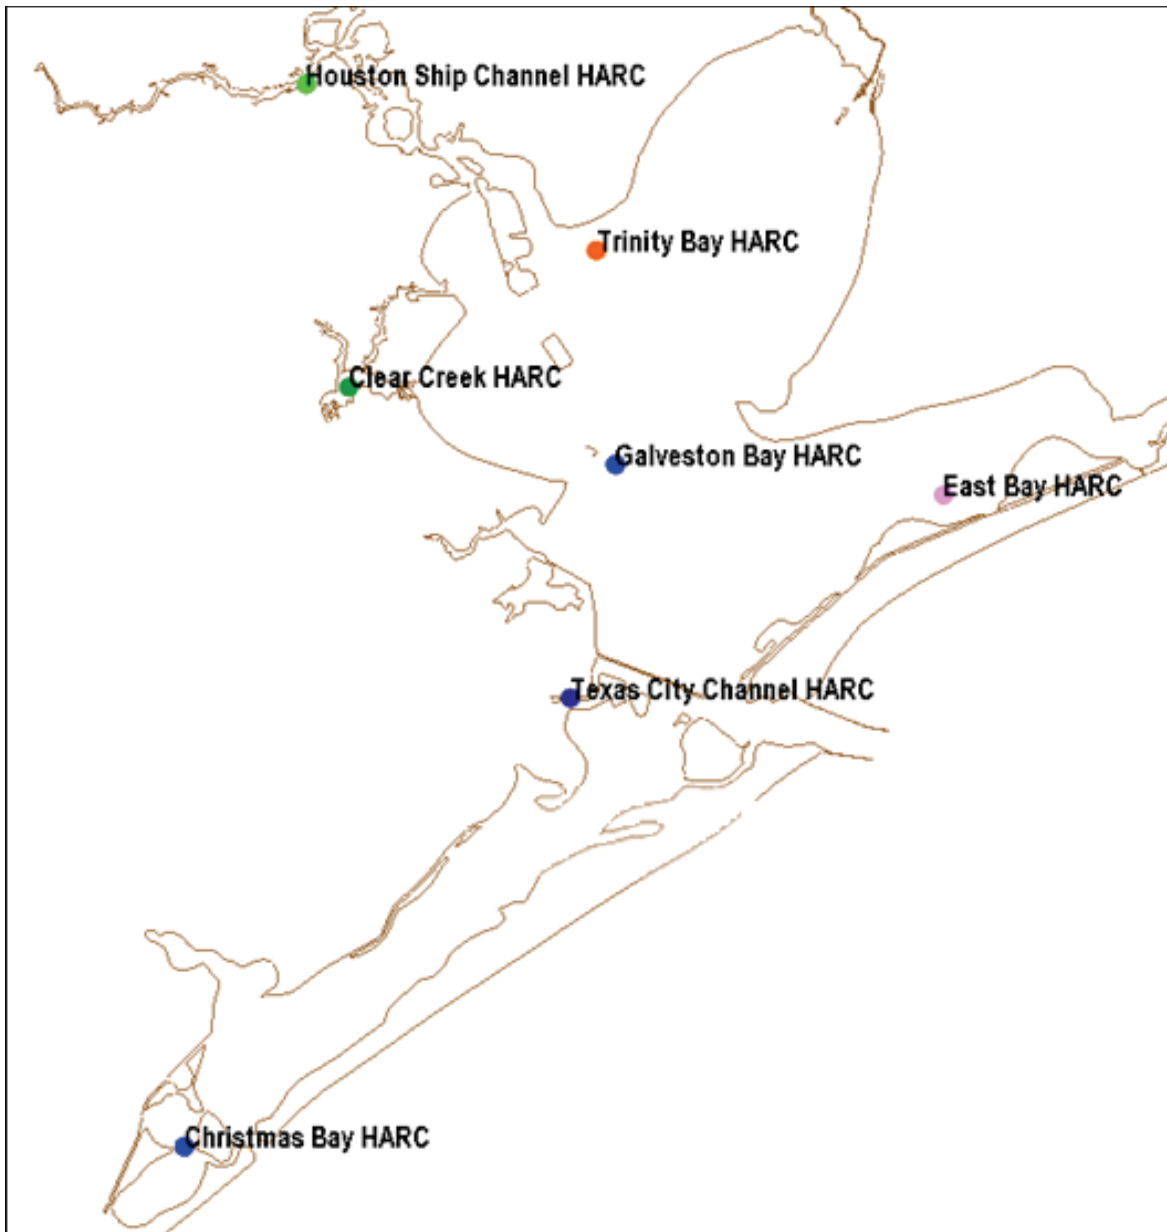 Houston Ship Channel HARC
Trinity Bay HARC
Clear Creek HARC
Galveston Bay HARC
East Bay HARC
Texas City Channel HARC
Christmas Bay HARC